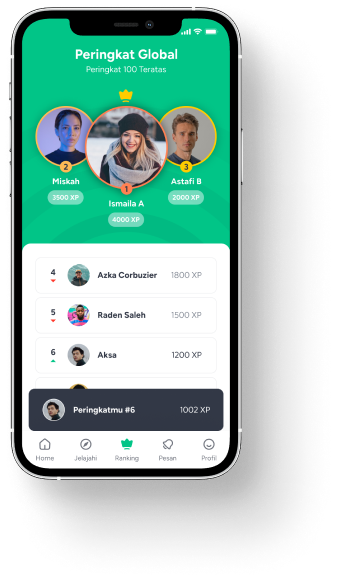 Peringkat Global
Peringkat 100 Teratas
2
3
1
Miskah
Astafi B
3500 XP
2000 XP
Ismaila A
4000 XP
4
Azka Corbuzier
1800 XP
5
Raden Saleh
1500 XP
6
Aksa
1200 XP
Peringkatmu #6
1002 XP
Home
Jelajahi
Ranking
Pesan
Profil